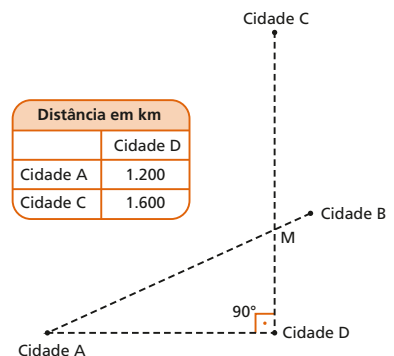 Cidade C
Distância em km
Cidade D
Cidade A 1.200
Cidade C 1.600
Cidade B
M
90°
Cidade D
Cidade A